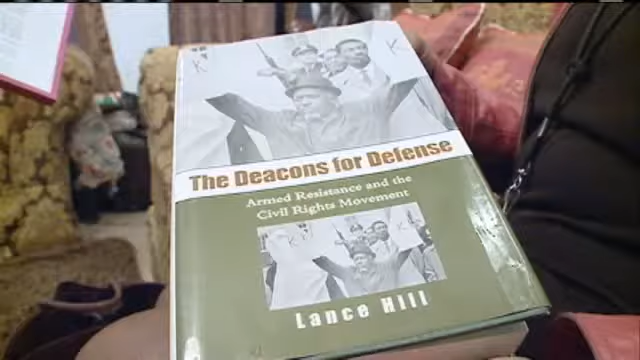 The Deacons for Defense
Armed Resistance and the
Civil Rights Movement
Lance Hill